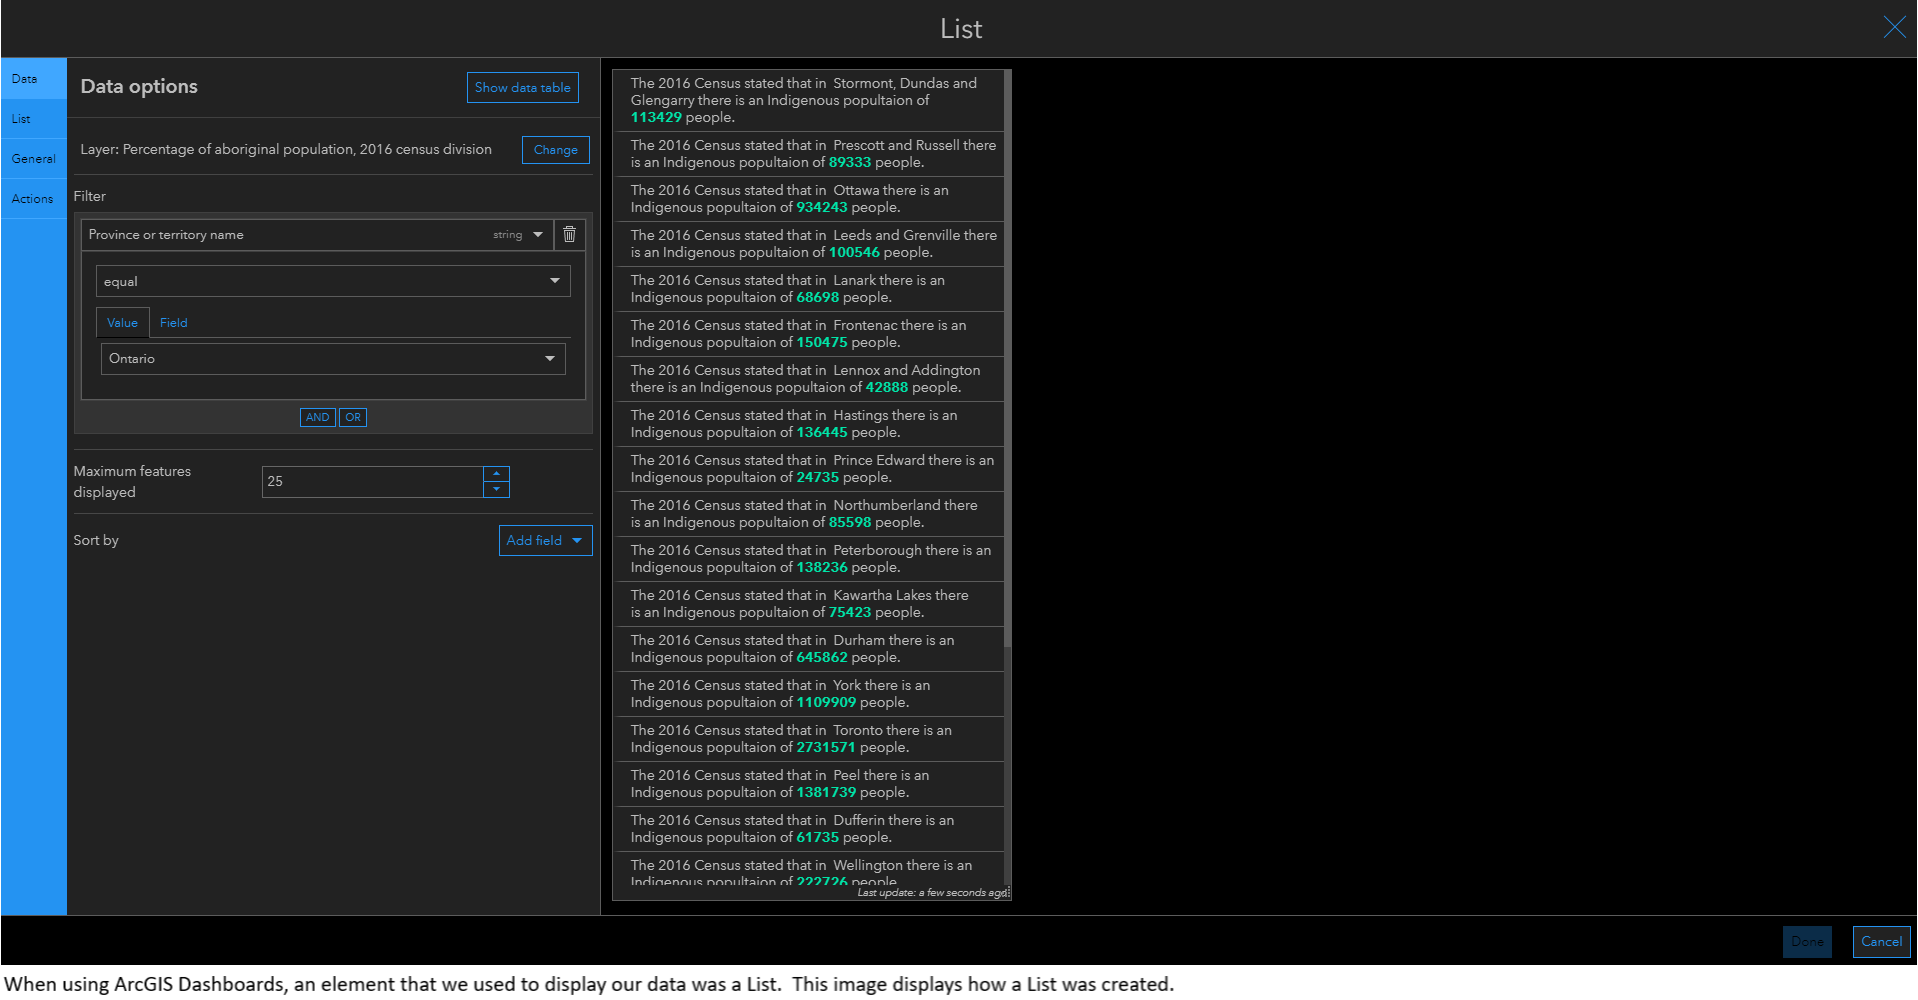 List
Data
List
General
Actions
Data options
Show data table
Layer: Percentage of aboriginal population, 2016 census division
Change
Filter
Province or territory name
string
equal
Value
Field
Ontario
AND
OR
Maximum features
displayed
25
Sort by
Add field
The 2016 Census stated that in Stormont, Dundas and
Glengarry there is an Indigenous popultaion of
113429 people.
The 2016 Census stated that in Prescott and Russell there
is an Indigenous popultaion of 89333 people.
The 2016 Census stated that in Ottawa there is an
Indigenous popultaion of 934243 people.
The 2016 Census stated that in Leeds and Grenville there
is an Indigenous popultaion of 100546 people.
The 2016 Census stated that in Lanark there is an
Indigenous popultaion of 68698 people.
The 2016 Census stated that in Frontenac there is an
Indigenous popultaion of 150475 people.
The 2016 Census stated that in Lennox and Addington
there is an Indigenous popultaion of 42888 people.
The 2016 Census stated that in Hastings there is an
Indigenous popultaion of 136445 people.
The 2016 Census stated that in Prince Edward there is an
Indigenous popultaion of 24735 people.
The 2016 Census stated that in Northumberland there
is an Indigenous popultaion of 85598 people.
The 2016 Census stated that in Peterborough there is an
Indigenous popultaion of 138236 people.
The 2016 Census stated that in Kawartha Lakes there
is an Indigenous popultaion of 75423 people.
The 2016 Census stated that in Durham there is an
Indigenous popultaion of 645862 people.
The 2016 Census stated that in York there is an
Indigenous popultaion of 1109909 people.
The 2016 Census stated that in Toronto there is an
Indigenous popultaion of 2731571 people.
The 2016 Census stated that in Peel there is an
Indigenous popultaion of 1381739 people.
The 2016 Census stated that in Dufferin there is an
Indigenous popultaion of 61735 people.
The 2016 Census stated that in Wellington there is an
Indigenous popultaion of 222726 people.
Last update: a few seconds ago
Done
Cancel
When using ArcGIS Dashboards, an element that we used to display our data was a List. This image displays how a List was created.